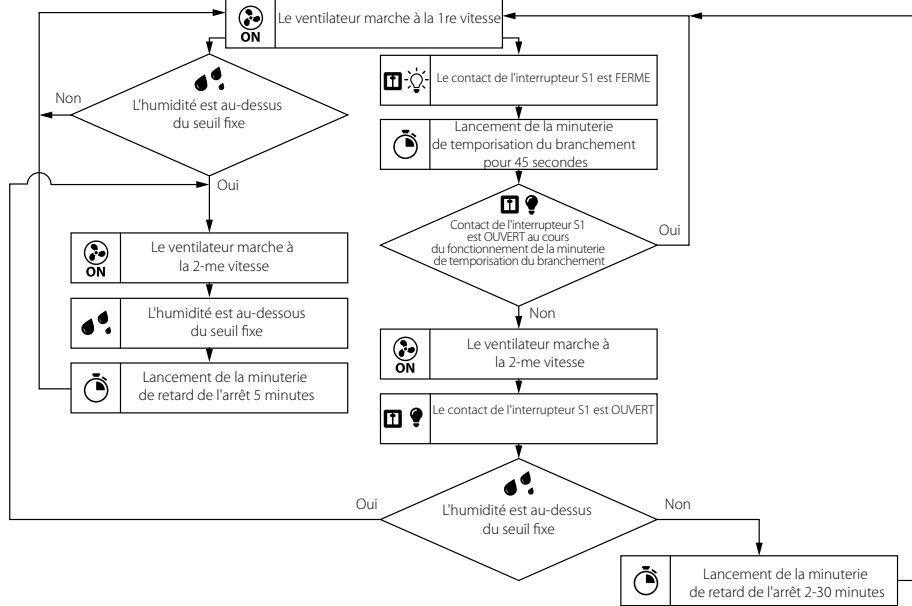 ON
Le ventilateur marche à la 1re vitesse
Non
L'humidité est au-dessus
du seuil fixe
Oui
ON
Le ventilateur marche à
la 2-me vitesse
L'humidité est au-dessous
du seuil fixe
Lancement de la minuterie
de retard de l'arrêt 5 minutes
Le contact de l'interrupteur S1 est FERME
Lancement de la minuterie
de temporisation du branchement
pour 45 secondes
Contact de l'interrupteur S1
est OUVERT au cours
du fonctionnement de la minuterie
de temporisation du branchement
Oui
Non
ON
Le ventilateur marche à
la 2-me vitesse
Le contact de l'interrupteur S1 est OUVERT
Oui
L'humidité est au-dessus
du seuil fixe
Non
Lancement de la minuterie
de retard de l'arrêt 2-30 minutes